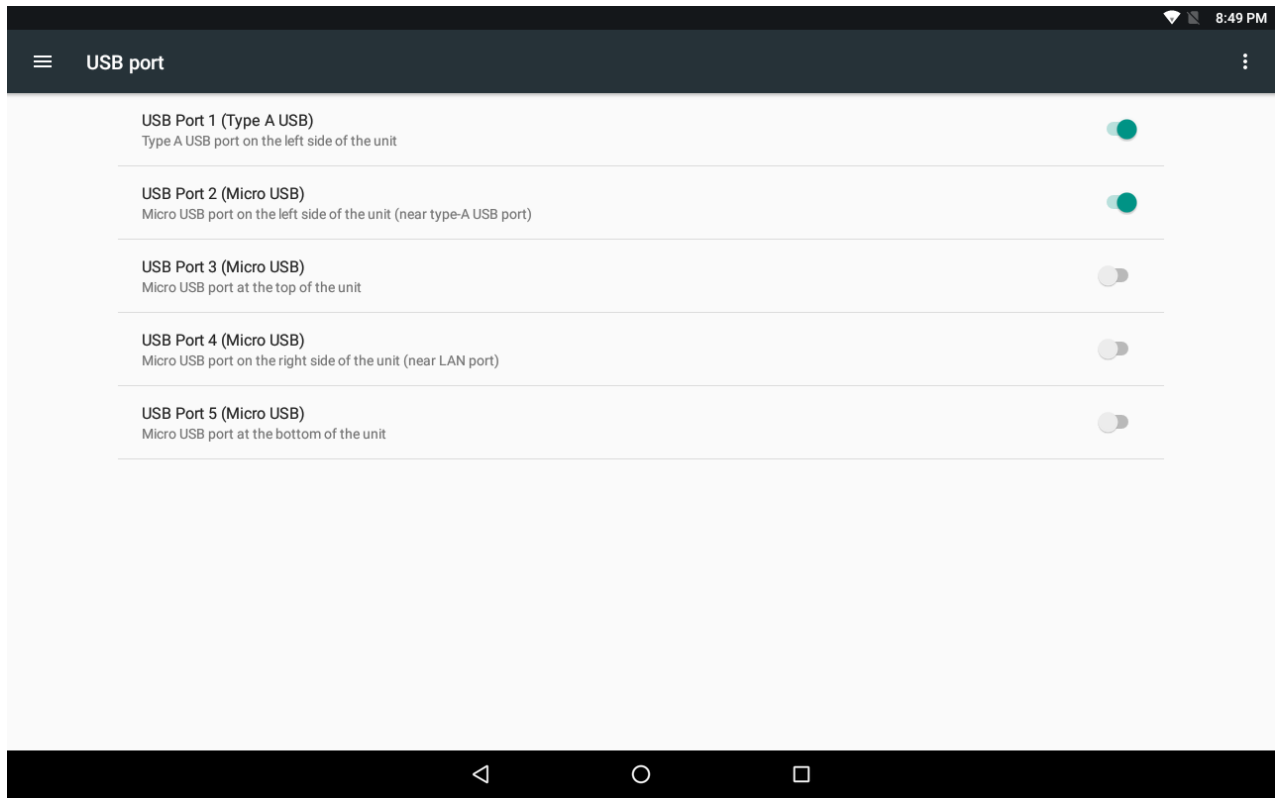 8:49 PM
USB port
USB Port 1 (Type A USB)
Type A USB port on the left side of the unit
USB Port 2 (Micro USB)
Micro USB port on the left side of the unit (near type-A USB port)
USB Port 3 (Micro USB)
Micro USB port at the top of the unit
USB Port 4 (Micro USB)
Micro USB port on the right side of the unit (near LAN port)
USB Port 5 (Micro USB)
Micro USB port at the bottom of the unit